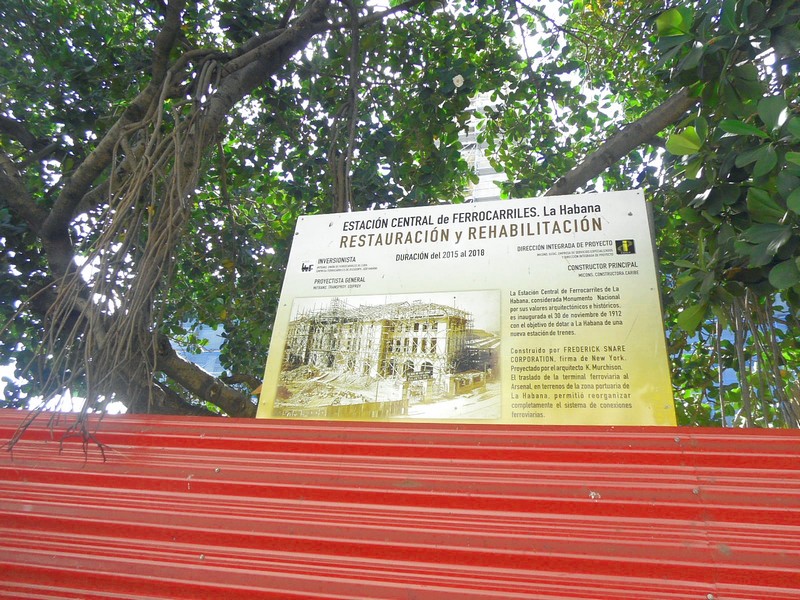 ESTACIÓN CENTRAL de FERROCARRILES. La Habana
RESTAURACIÓN y REHABILITACIÓN
DURACIÓN del 2015 al 2018
INVERSIONISTA
PROYECTISTA GENERAL
DIRECCIÓN INTEGRADA DE PROYECTO
CONSTRUCTOR PRINCIPAL
MICONS. CONSTRUCTORA CARIBE
La Estación Central de Ferrocarriles de La
Habana, considerada Monumento Nacional
por sus valores arquitectónicos e históricos,
es inaugurada el 30 de noviembre de 1912
con el objetivo de dotar a La Habana de una
nueva estación de trenes.
Construido por FREDERICK SNARE
CORPORATION, firma de New York.
Proyectado por el arquitecto K. Murchison.
El traslado de la terminal ferroviaria al
Arsenal, en terrenos de la zona portuaria de
La Habana, permitió reorganizar
completamente el sistema de conexiones
ferroviarias.